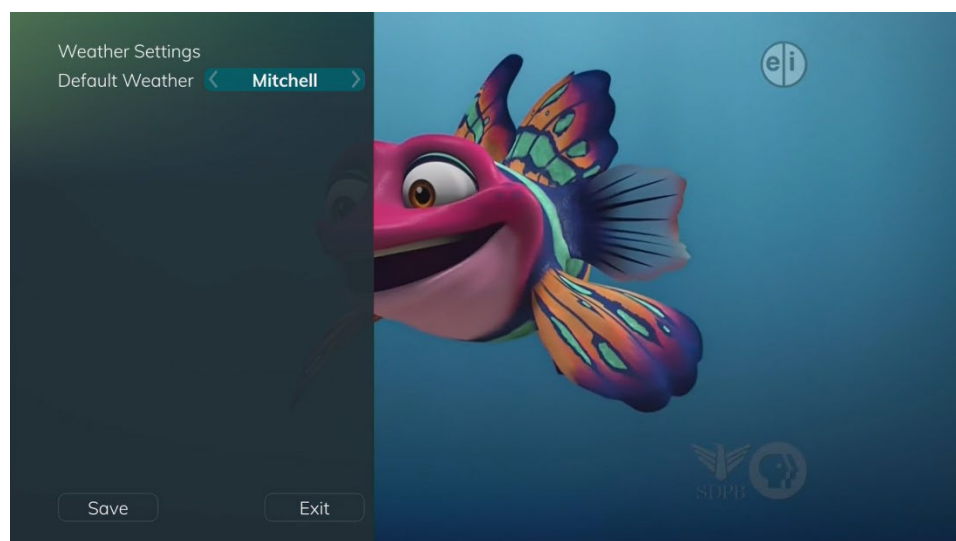 Weather Settings
Default Weather < Mitchell >
e|i
SDPB
Save Exit